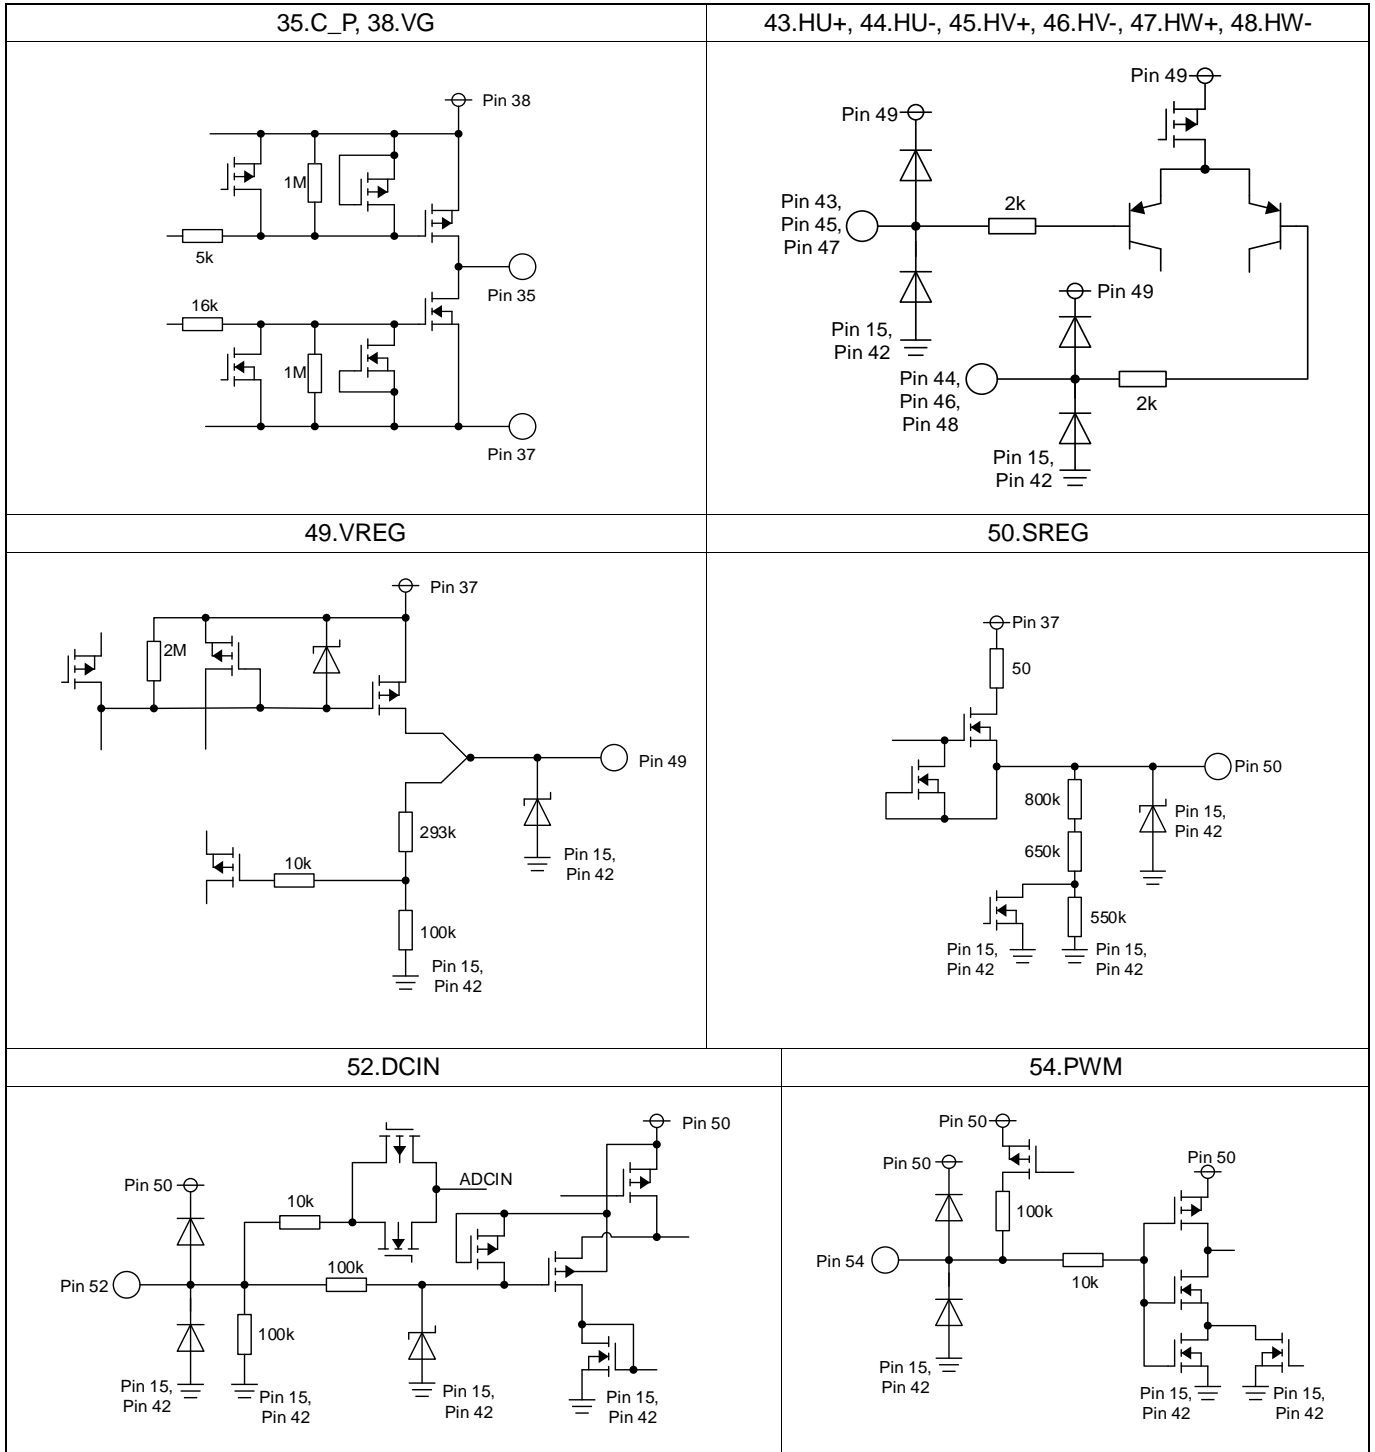 35.C_P, 38.VG
43.HU+, 44.HU-, 45.HV+, 46.HV-, 47.HW+, 48.HW-
Pin 38
1M
5k
Pin 35
16k
1M
Pin 37
Pin 49
Pin 49
Pin 43,
Pin 45,
Pin 47
2k
Pin 15,
Pin 42
Pin 49
Pin 44,
Pin 46,
Pin 48
2k
Pin 15,
Pin 42
49.VREG
50.SREG
Pin 37
2M
Pin 49
293k
10k
Pin 15,
Pin 42
100k
Pin 15,
Pin 42
Pin 37
50
Pin 50
800k
Pin 15,
Pin 42
650k
550k
Pin 15,
Pin 42
Pin 15,
Pin 42
52.DCIN
54.PWM
Pin 50
Pin 50
10k
ADCIN
Pin 52
100k
100k
Pin 15,
Pin 42
Pin 15,
Pin 42
Pin 15,
Pin 42
Pin 15,
Pin 42
Pin 50
Pin 50
Pin 50
100k
Pin 54
10k
Pin 15,
Pin 42
Pin 15,
Pin 42
Pin 15,
Pin 42